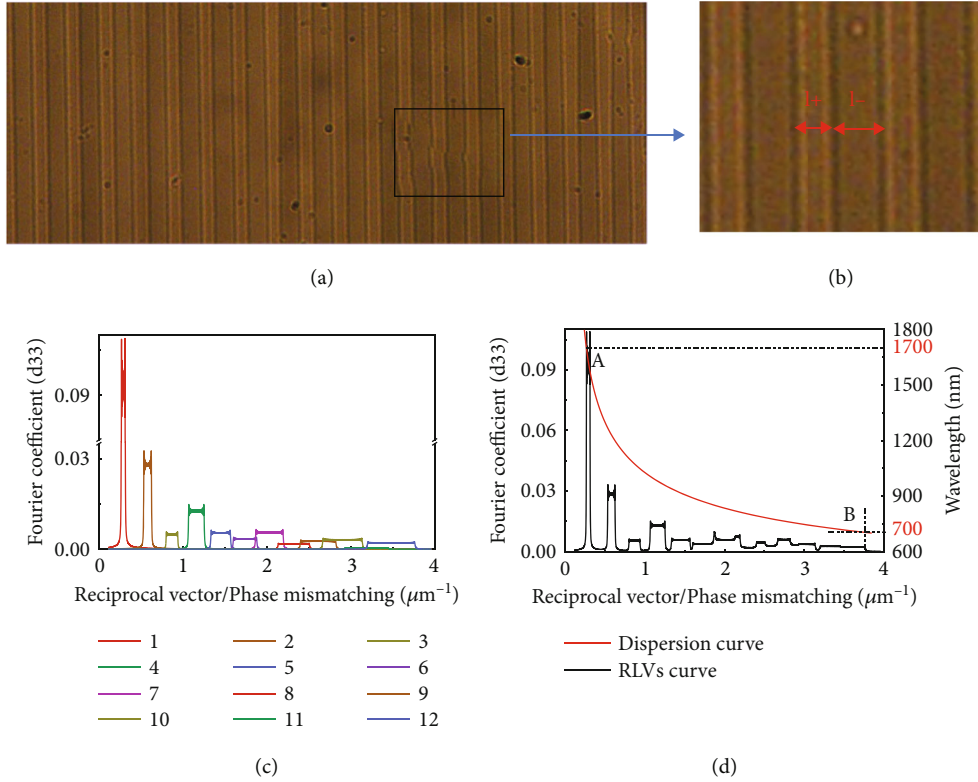 l+ l-
(a)
(b)
Fourier coefficient (d33)
0.09
0.03
0.00
0 1 2 3 4
Reciprocal vector/Phase mismatching (μm−1)
1 2 3
4 5 6
7 8 9
10 11 12
(c)
Fourier coefficient (d33)
0.09
0.06
0.03
0.00
0 1 2 3 4
Reciprocal vector/Phase mismatching (μm−1)
A
B
1800
1700
1500
1200
900
700
600
Wavelength (nm)
Dispersion curve
RLVs curve
(d)